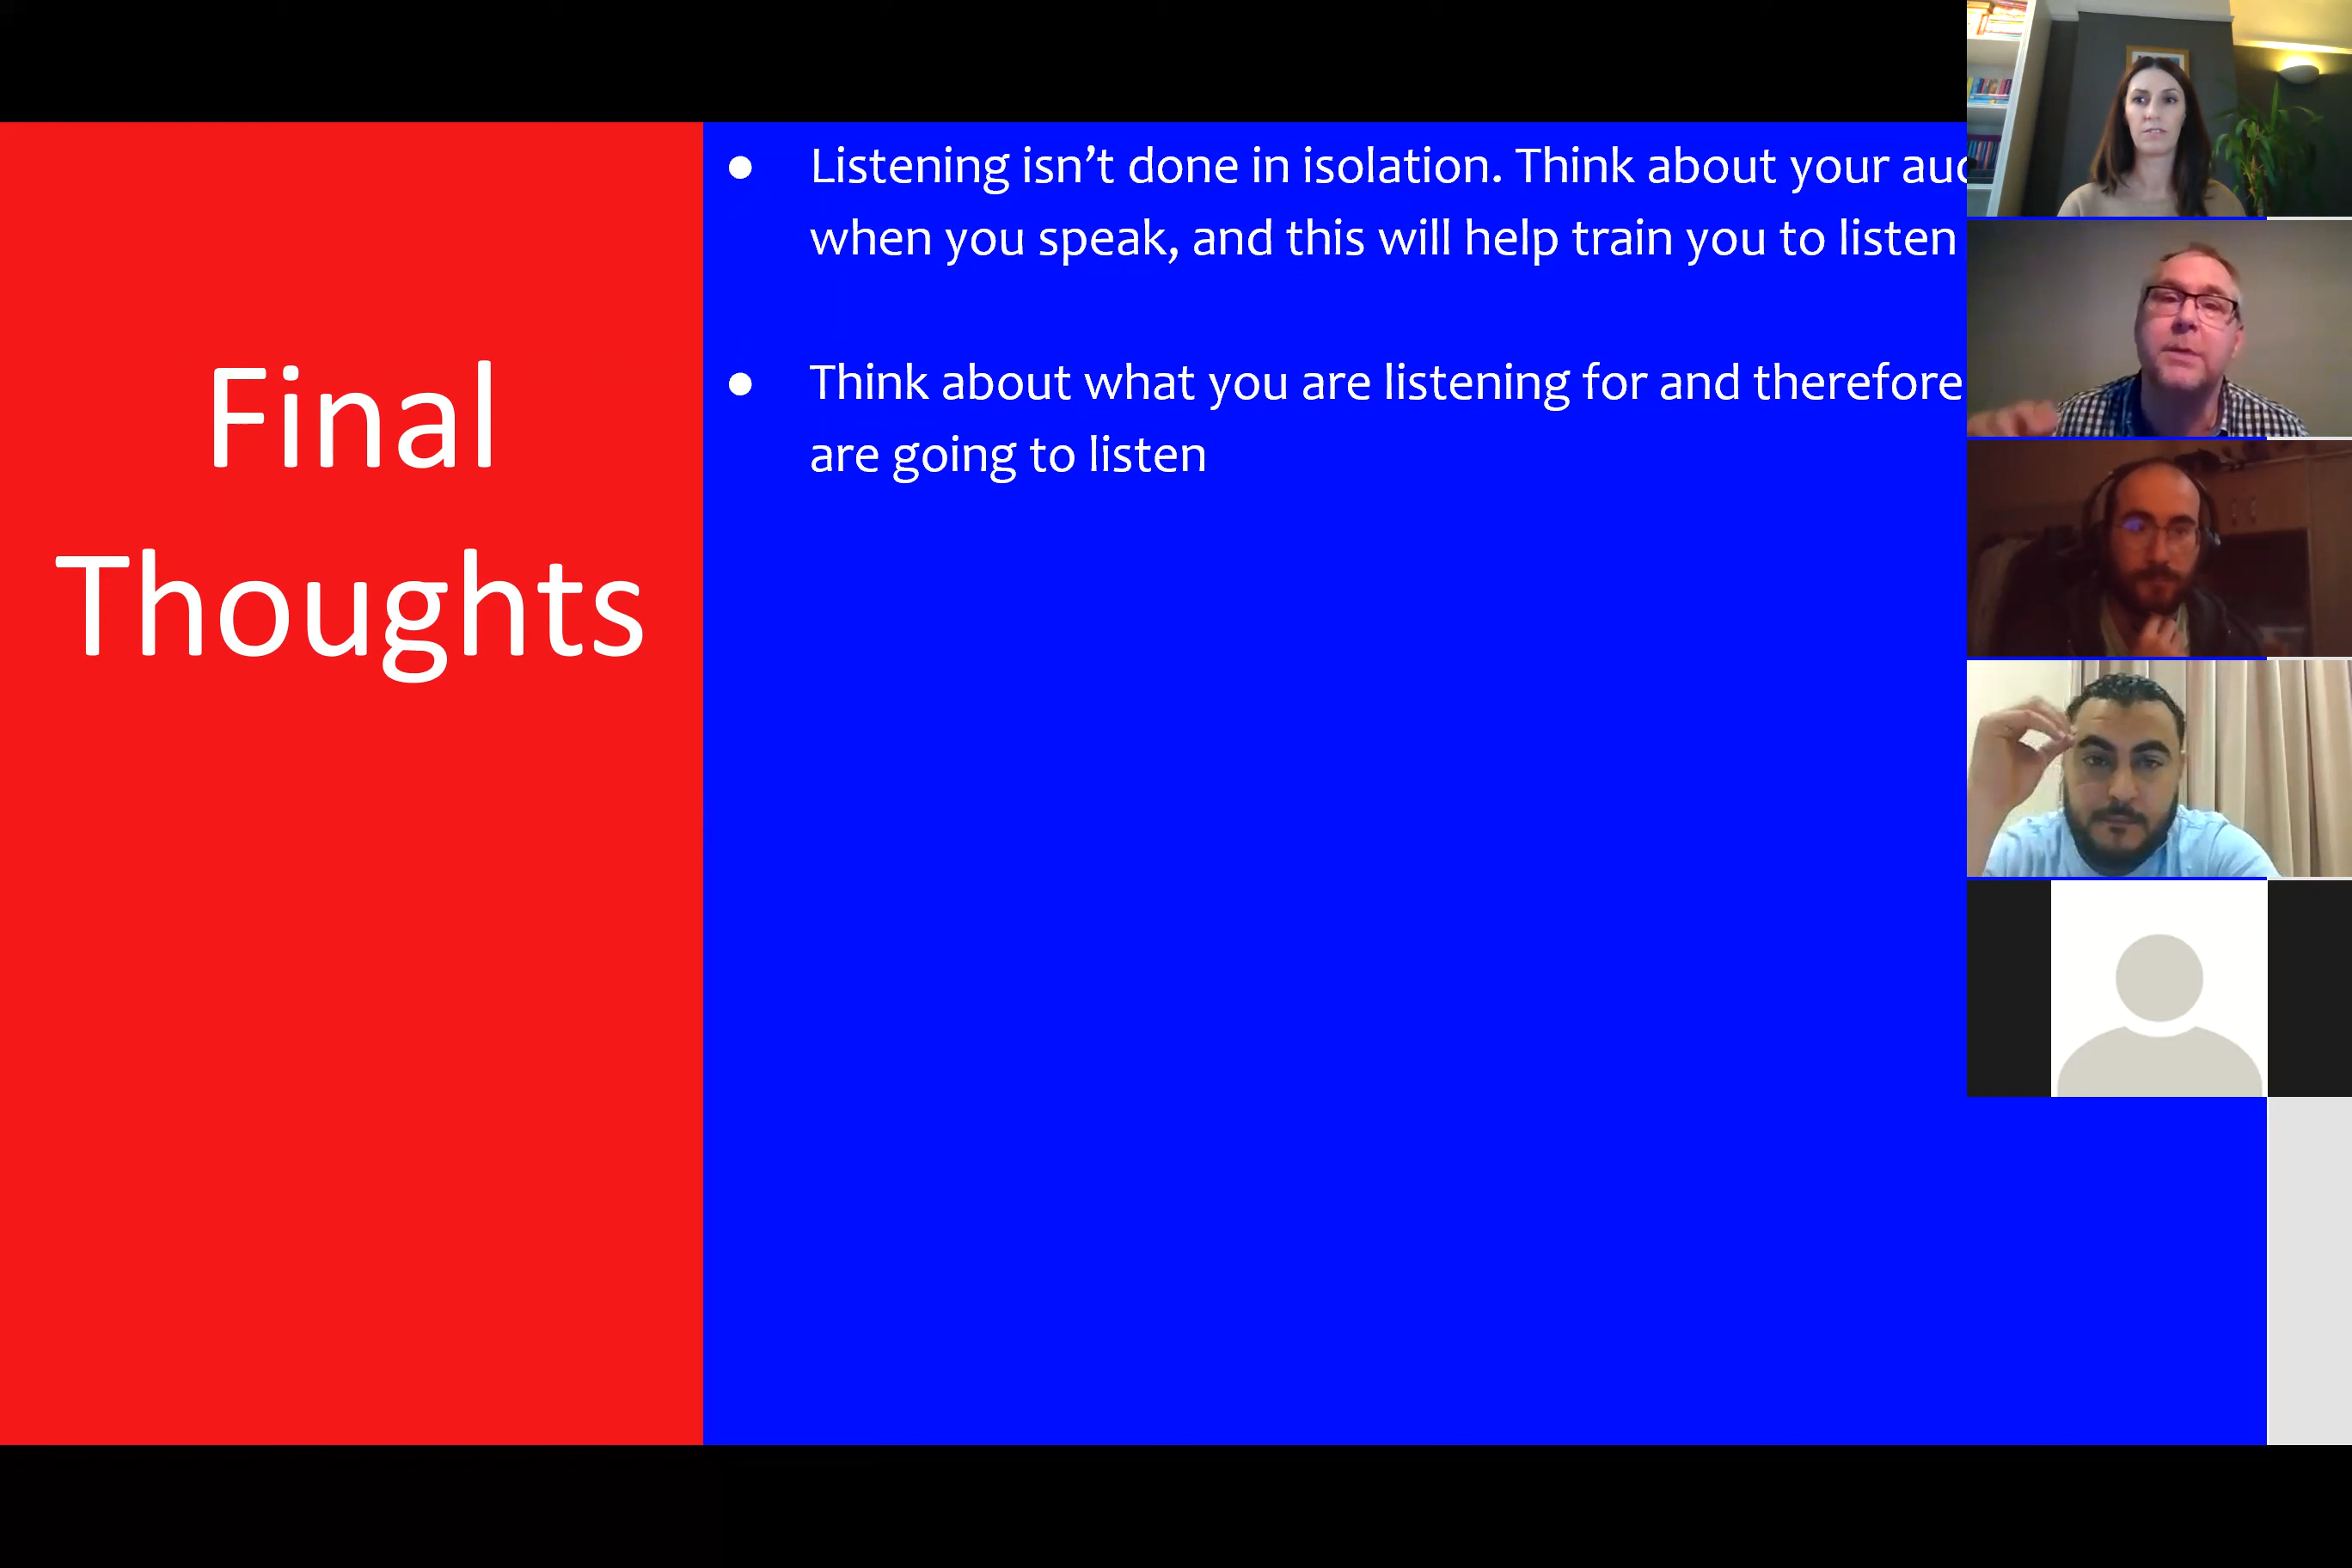 Final
Thoughts
● Listening isn’t done in isolation. Think about your
when you speak, and this will help train you to listen
● Think about what you are listening for and therefore
are going to listen